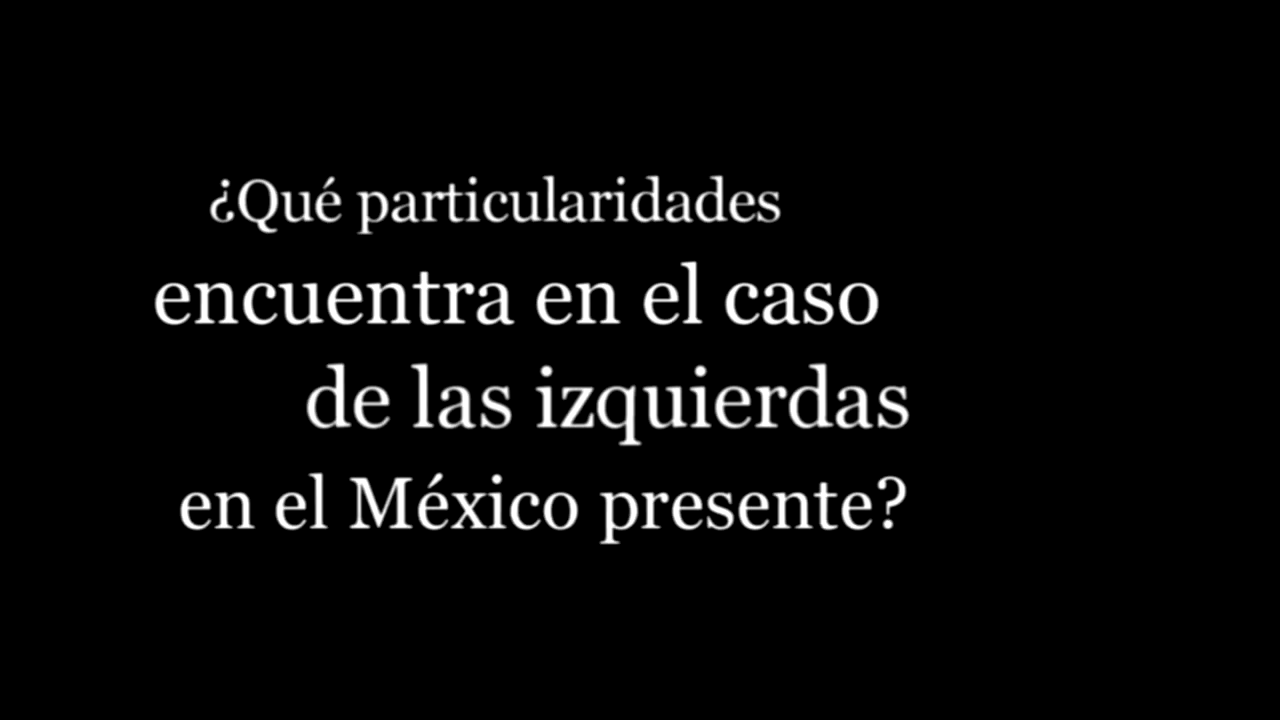 ¿Qué particularidades
encuentra en el caso
de las izquierdas
en el México presente?